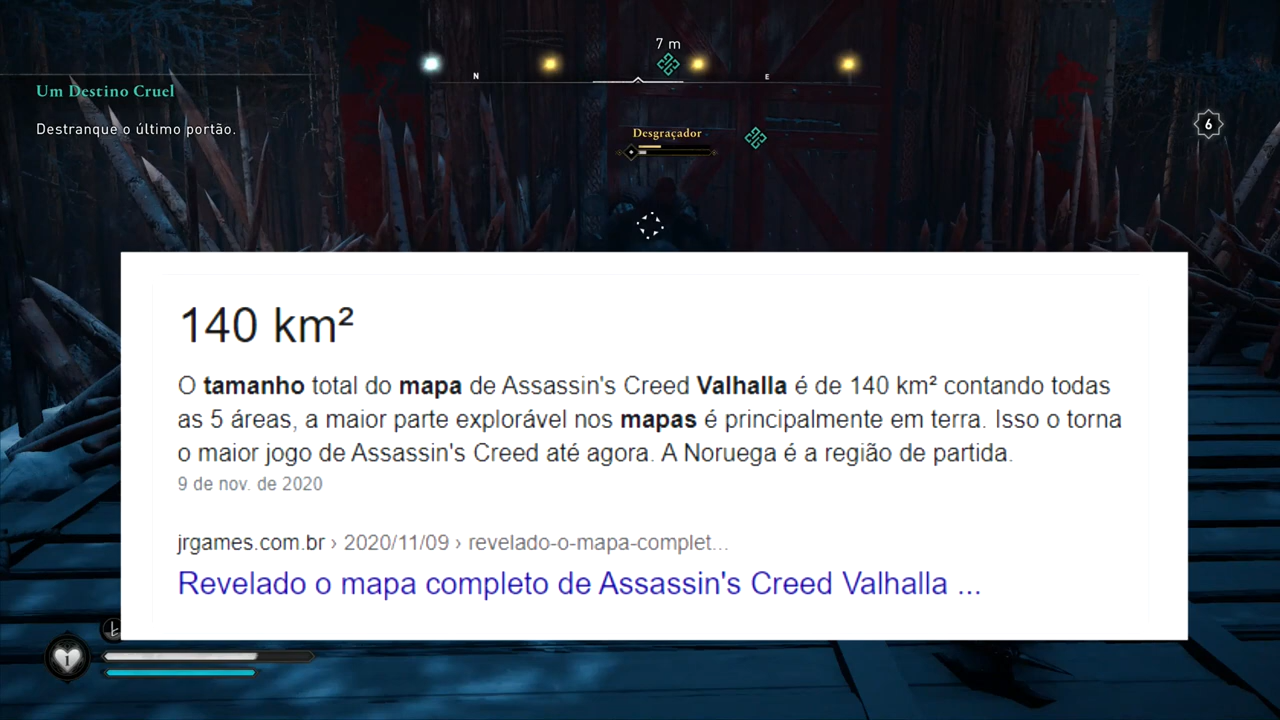 7 m
N
E
Um Destino Cruel
Destranque o último portão.
6
Desgraçador
140 km²
O tamanho total do mapa de Assassin's Creed Valhalla é de 140 km² contando todas
as 5 áreas, a maior parte explorável nos mapas é principalmente em terra. Isso o torna
o maior jogo de Assassin's Creed até agora. A Noruega é a região de partida.
9 de nov. de 2020
jrgames.com.br › 2020/11/09 › revelado-o-mapa-complet...
Revelado o mapa completo de Assassin's Creed Valhalla ...
L
1